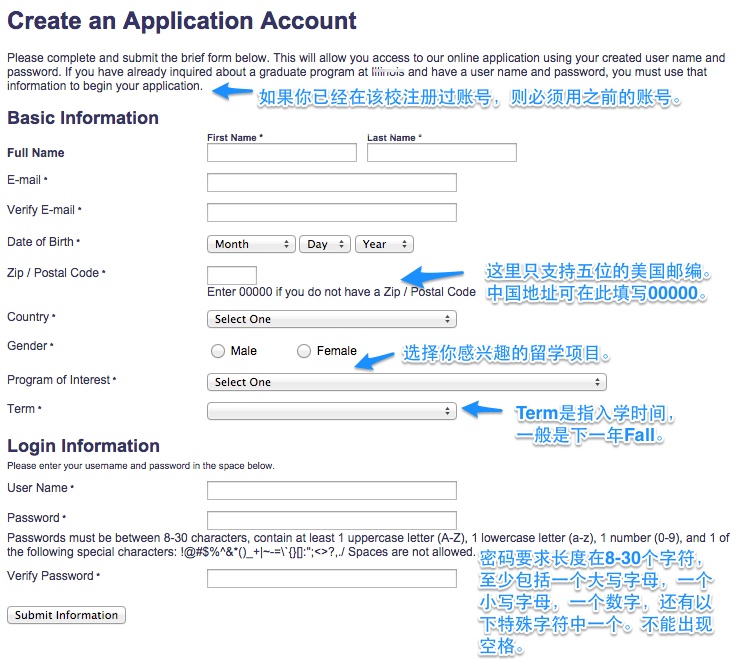 Create an Application Account
Please complete and submit the brief form below. This will allow you access to our online application using your created user name and
password. If you have already inquired about a graduate program at Illinois and have a user name and password, you must use that
information to begin your application.
如果你已经在该校注册过账号，则必须用之前的账号。
Basic Information
First Name * Last Name *
Full Name
E-mail *
Verify E-mail *
Date of Birth * Month Day Year
Zip / Postal Code *
Enter 00000 if you do not have a Zip / Postal Code
这里只支持五位的美国邮编。
中国地址可在此填写00000。
Country * Select One
Gender * Male Female
选择你感兴趣的留学项目。
Program of Interest * Select One
Term *
Term是指入学时间，
一般是下一年Fall。
Login Information
Please enter your username and password in the space below.
User Name *
Password *
Passwords must be between 8-30 characters, contain at least 1 uppercase letter (A-Z), 1 lowercase letter (a-z), 1 number (0-9), and 1 of
the following special characters: !@#$%^&*()_+|~-=\`{}[]:";'<>?,./ Spaces are not allowed.
密码要求长度在8-30个字符，
至少包括一个大写字母，一个
小写字母，一个数字，还有以
下特殊字符中一个。不能出现
空格。
Verify Password *
Submit Information